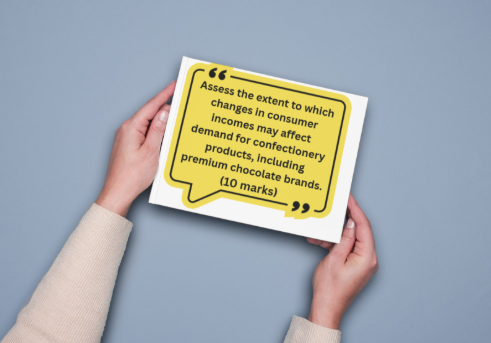 Assess the extent to which
changes in consumer
incomes may affect
demand for confectionery
products, including
premium chocolate brands.
(10 marks)